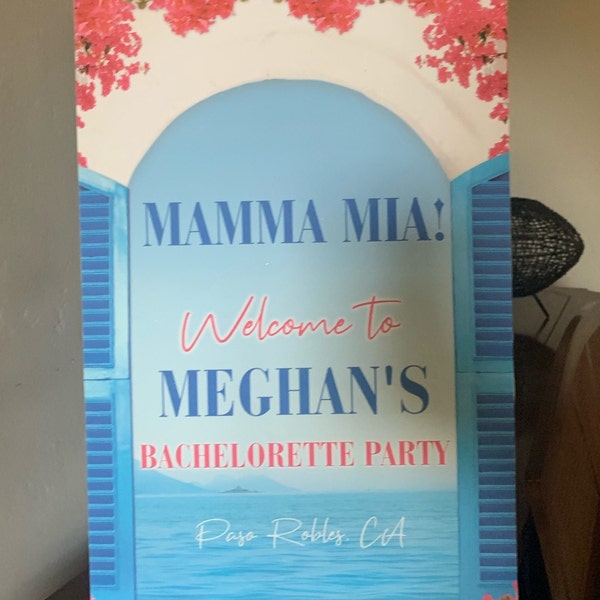 MAMMA MIA!
Welcome to
MEGHAN'S
BACHELORETTE PARTY
Paso Robles, CA